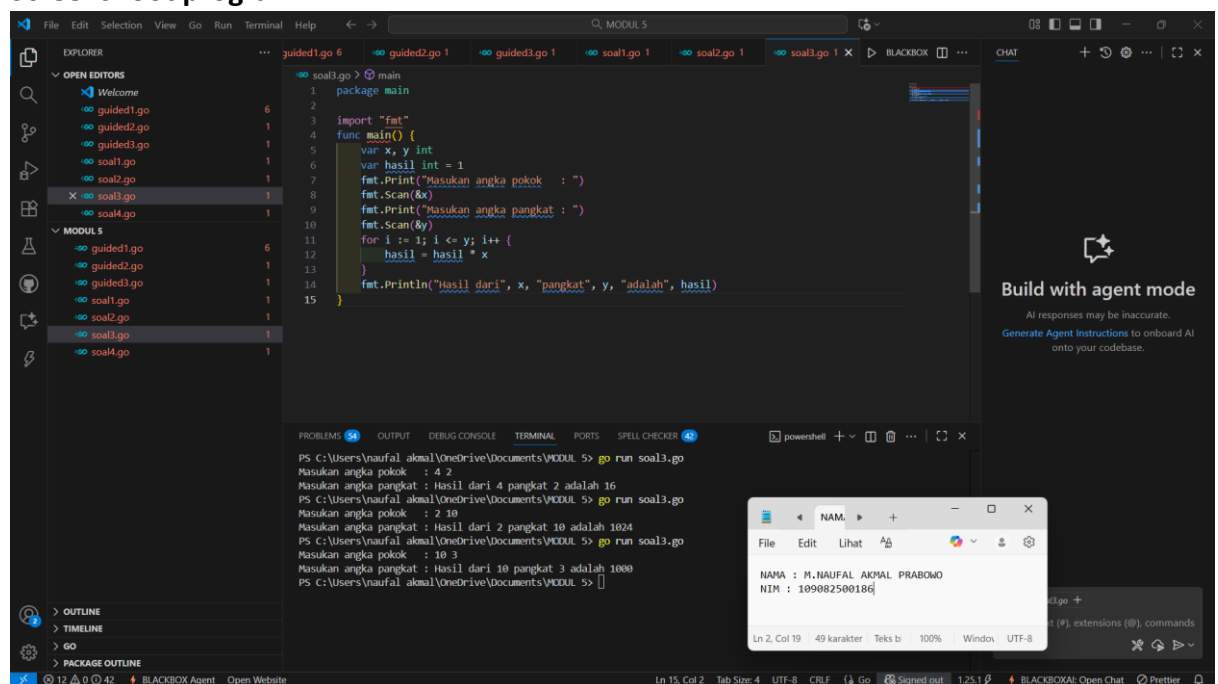 File Edit Selection View Go Run Terminal Help
MODUL 5
EXPLORER
OPEN EDITORS
Welcome
guided1.go 6
guided2.go 1
guided3.go 1
soal1.go 1
soal2.go 1
soal3.go 1
soal4.go 1
MODUL 5
guided1.go 6
guided2.go 1
guided3.go 1
soal1.go 1
soal2.go 1
soal3.go 1
soal4.go 1
OUTLINE
TIMELINE
GO
PACKAGE OUTLINE
guided1.go 6 guided2.go 1 guided3.go 1 soal1.go 1 soal2.go 1 soal3.go 1 BLACKBOX
soal3.go > main
1 package main
2
3 import "fmt"
4 func main() {
5 var x, y int
6 var hasil int = 1
7 fmt.Print("Masukan angka pokok   : ")
8 fmt.Scan(&x)
9 fmt.Print("Masukan angka pangkat : ")
10 fmt.Scan(&y)
11 for i := 1; i <= y; i++ {
12 hasil = hasil * x
13 }
14 fmt.Println("Hasil dari", x, "pangkat", y, "adalah", hasil)
15 }
PROBLEMS 54 OUTPUT DEBUG CONSOLE TERMINAL PORTS SPELL CHECKER 42 powershell
PS C:\Users\naufal akmal\OneDrive\Documents\MODUL 5> go run soal3.go
Masukan angka pokok   : 4 2
Masukan angka pangkat : Hasil dari 4 pangkat 2 adalah 16
PS C:\Users\naufal akmal\OneDrive\Documents\MODUL 5> go run soal3.go
Masukan angka pokok   : 2 10
Masukan angka pangkat : Hasil dari 2 pangkat 10 adalah 1024
PS C:\Users\naufal akmal\OneDrive\Documents\MODUL 5> go run soal3.go
Masukan angka pokok   : 10 3
Masukan angka pangkat : Hasil dari 10 pangkat 3 adalah 1000
PS C:\Users\naufal akmal\OneDrive\Documents\MODUL 5>
CHAT
Build with agent mode
AI responses may be inaccurate.
Generate Agent Instructions to onboard AI
onto your codebase.
(#), extensions (@), commands
NAM
File Edit Lihat
NAMA : M.NAUFAL AKMAL PRABOWO
NIM : 109082500186
Ln 2, Col 19 49 karakter Teks b 100% Window UTF-8
12 0 42 BLACKBOX Agent Open Website Ln 15, Col 2 Tab Size: 4 UTF-8 CRLF Go Signed out 1.25.1 BLACKBOXAI: Open Chat Prettier